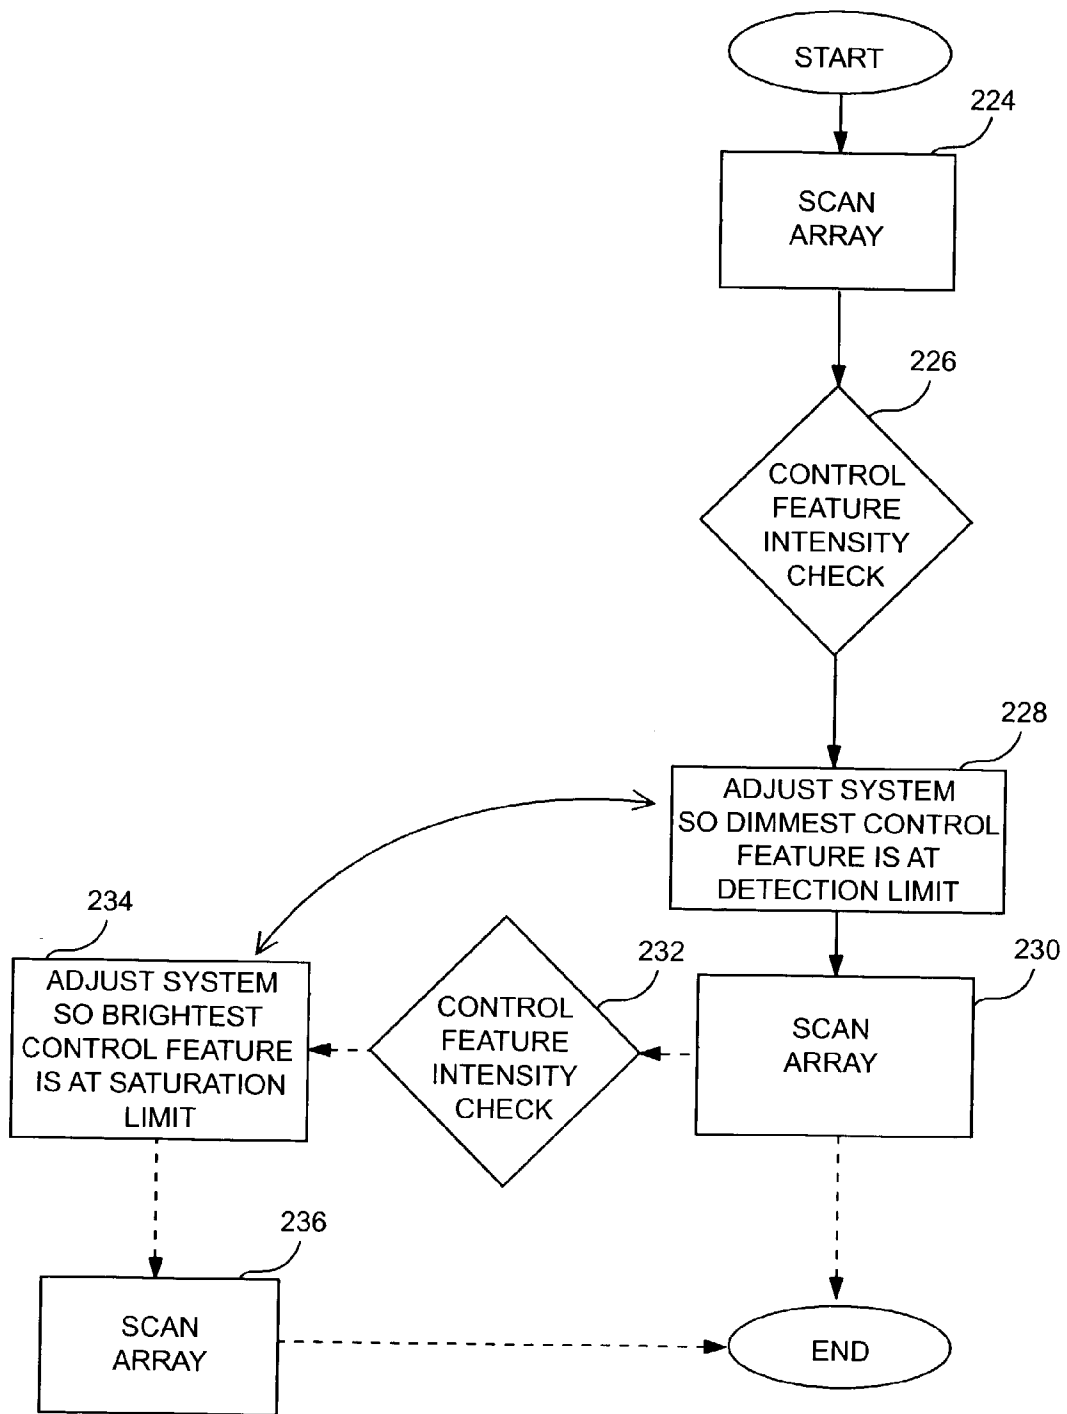 START
224
SCAN
ARRAY
226
CONTROL
FEATURE
INTENSITY
CHECK
228
ADJUST SYSTEM
SO DIMMEST CONTROL
FEATURE IS AT
DETECTION LIMIT
230
SCAN
ARRAY
232
CONTROL
FEATURE
INTENSITY
CHECK
234
ADJUST SYSTEM
SO BRIGHTEST
CONTROL FEATURE
IS AT SATURATION
LIMIT
236
SCAN
ARRAY
END